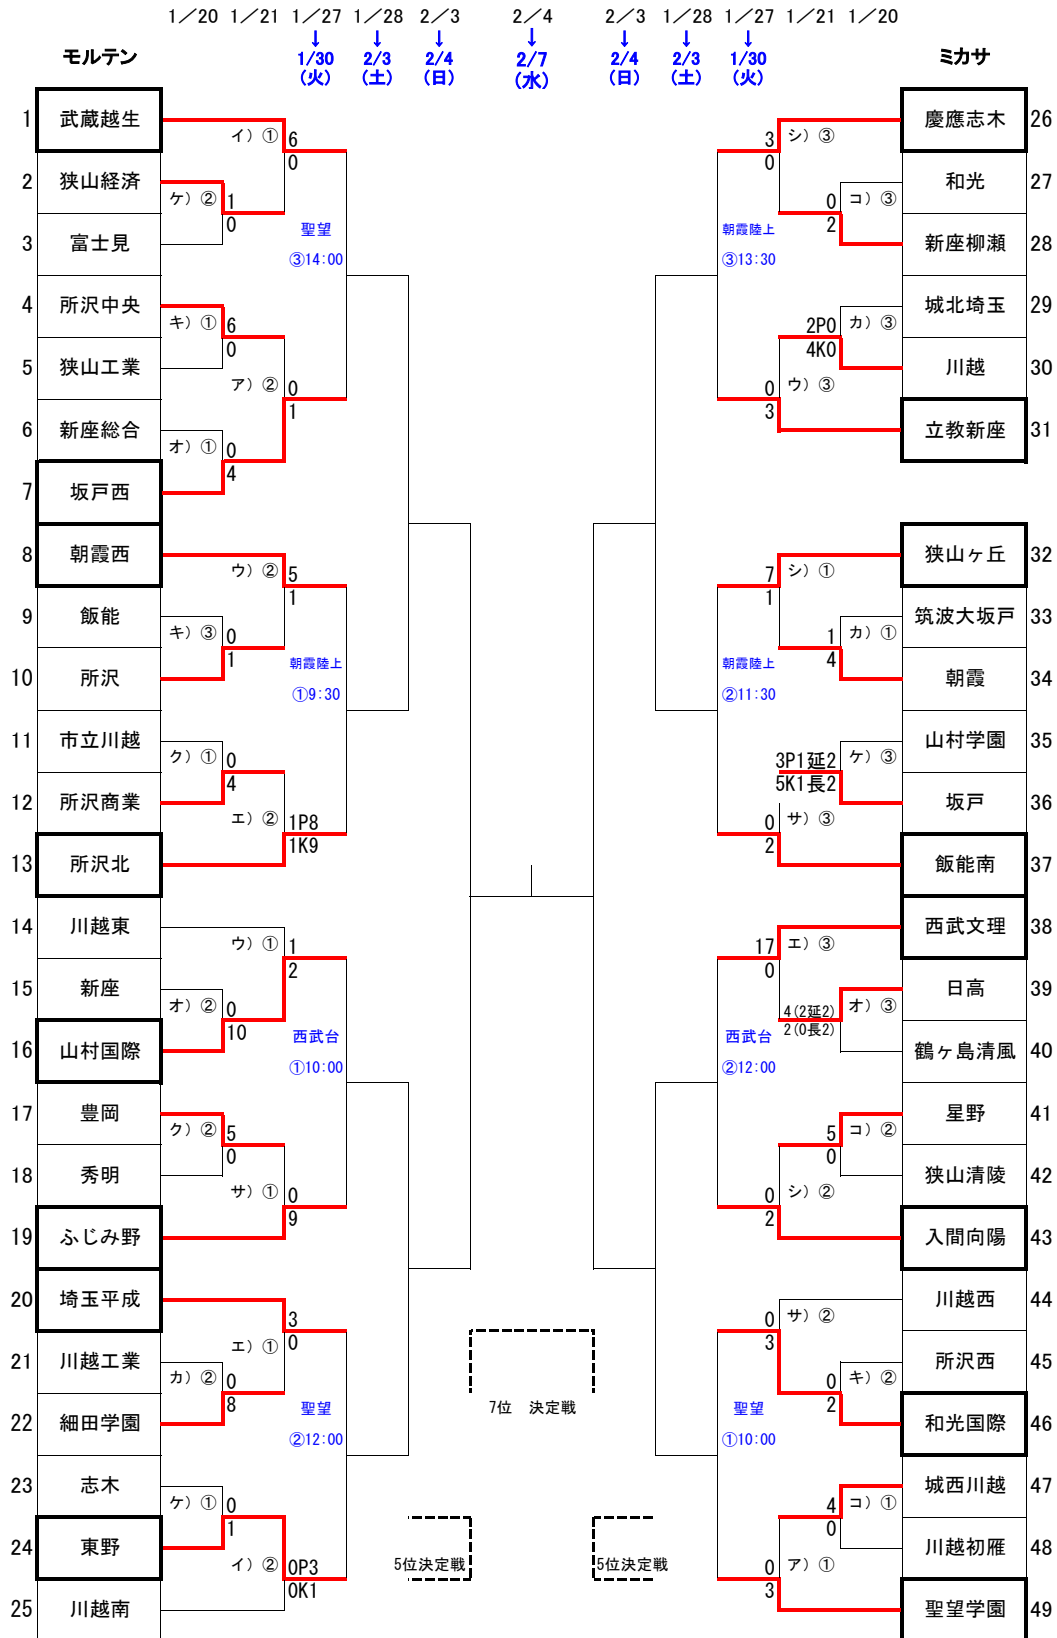 1／20 1／21 1／27 1／28 2／3 2／4 2／3 1／28 1／27 1／21 1／20
↓ ↓ ↓ ↓ ↓ ↓ ↓
モルテン 1/30 2/3 2/4 2/7 2/4 2/3 1/30 ミカサ
(火) (土) (日) (水) (日) (土) (火)
1 武蔵越生
イ）① 6
0
2 狭山経済
ケ）② 1
0
3 富士見
聖望
③14:00
4 所沢中央
キ）① 6
0
5 狭山工業
ア）② 0
1
6 新座総合
オ）① 0
4
7 坂戸西
8 朝霞西
ウ）② 5
1
9 飯能
キ）③ 0
1
10 所沢
朝霞陸上
①9:30
11 市立川越
ク）① 0
4
12 所沢商業
エ）② 1P8
1K9
13 所沢北
14 川越東
ウ）① 1
2
15 新座
オ）② 0
10
16 山村国際
西武台
①10:00
17 豊岡
ク）② 5
0
18 秀明
サ）① 0
9
19 ふじみ野
20 埼玉平成
エ）① 3
0
21 川越工業
カ）② 0
8
22 細田学園
聖望
②12:00
23 志木
ケ）① 0
1
24 東野
イ）② 0P3
0K1
25 川越南
慶應志木 26
3 シ）③
0
和光 27
0 コ）③
2
新座柳瀬 28
朝霞陸上
③13:30
城北埼玉 29
2P0 カ）③
4K0
川越 30
0 ウ）③
3
立教新座 31
狭山ヶ丘 32
7 シ）①
1
筑波大坂戸 33
1 カ）①
4
朝霞 34
朝霞陸上
②11:30
山村学園 35
3P1延2 ケ）③
5K1長2
坂戸 36
0 サ）③
2
飯能南 37
西武文理 38
17 エ）③
0
日高 39
4(2延2) オ）③
2(0長2)
鶴ヶ島清風 40
西武台
②12:00
星野 41
5 コ）②
0
狭山清陵 42
0 シ）②
2
入間向陽 43
川越西 44
0 サ）②
3
所沢西 45
0 キ）②
2
和光国際 46
聖望
①10:00
城西川越 47
4 コ）①
0
川越初雁 48
0 ア）①
3
聖望学園 49
7位　決定戦
5位決定戦 5位決定戦